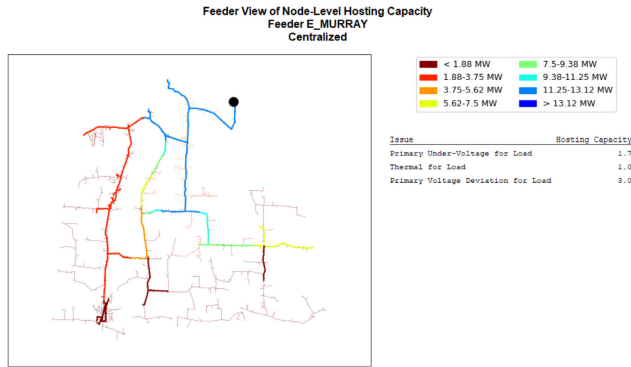 Feeder View of Node-Level Hosting Capacity
Feeder E_MURRAY
Centralized
< 1.88 MW
1.88-3.75 MW
3.75-5.62 MW
5.62-7.5 MW
7.5-9.38 MW
9.38-11.25 MW
11.25-13.12 MW
> 13.12 MW
Issue Hosting Capacity
Primary Under-Voltage for Load 1.7
Thermal for Load 1.0
Primary Voltage Deviation for Load 3.0